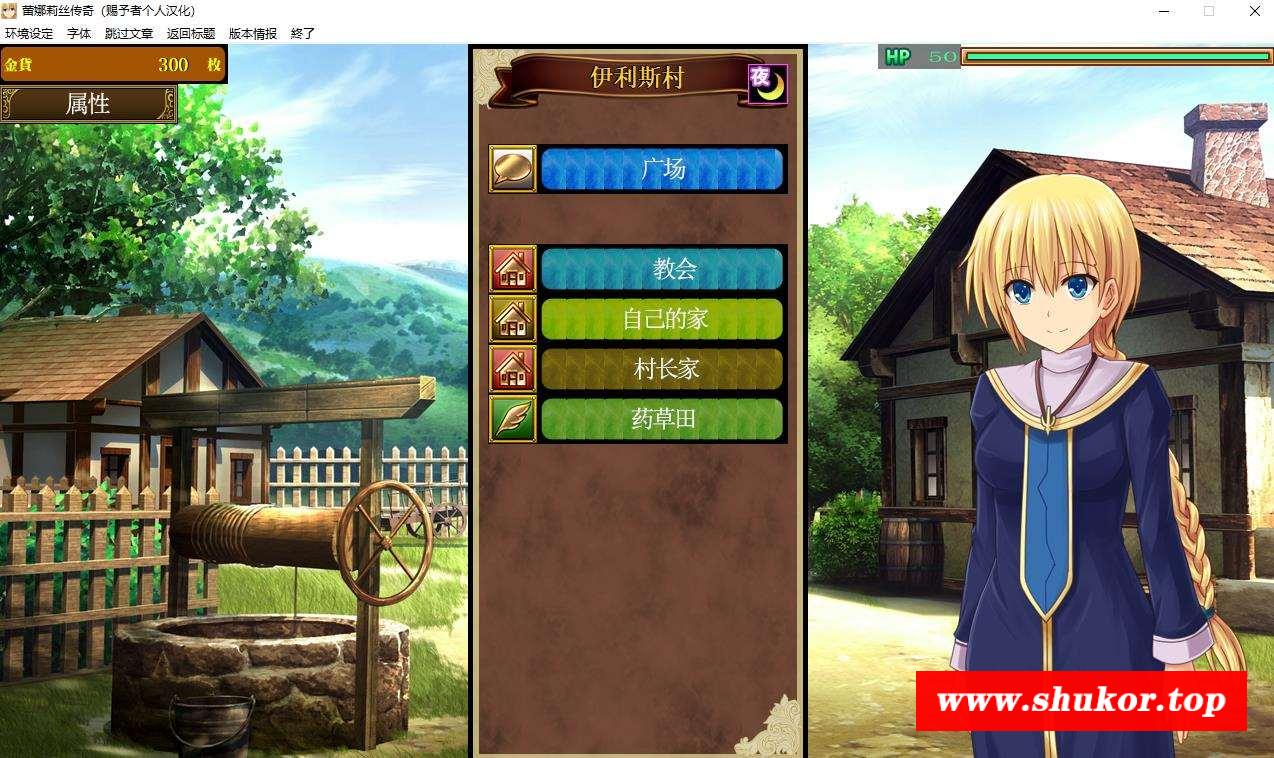 蕾娜莉丝传奇（赐予者个人汉化）
环境设定 字体 跳过文章 返回标题 版本情报 终了
金貨 300 枚
属性
伊利斯村
夜
HP 50
广场
教会
自己的家
村长家
药草田
www.shukor.top